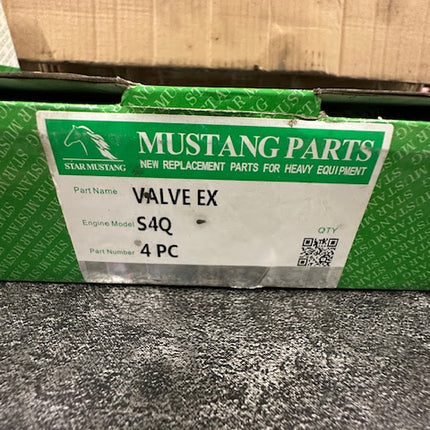 STAR MUSTANG
MUSTANG PARTS
NEW REPLACEMENT PARTS FOR HEAVY EQUIPMENT
Part Name VALVE EX
Engine Model S4Q
QTY
Part Number 4 PC